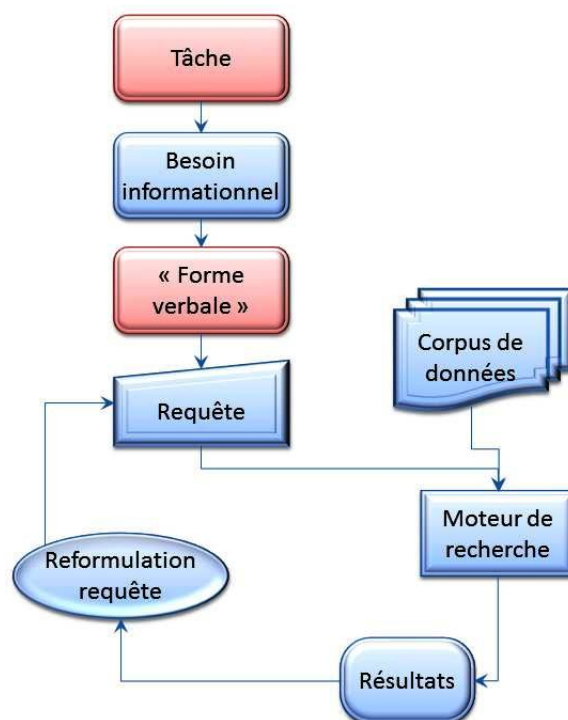 Tâche
Besoin
informationnel
« Forme
verbale »
Corpus de
données
Requête
Moteur de
recherche
Reformulation
requête
Résultats